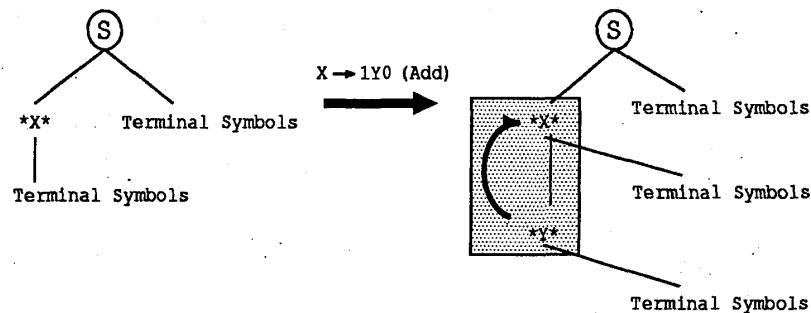 S
*X*
Terminal Symbols
Terminal Symbols
X → 1Y0 (Add)
S
Terminal Symbols
*X*
Terminal Symbols
*Y*
Terminal Symbols